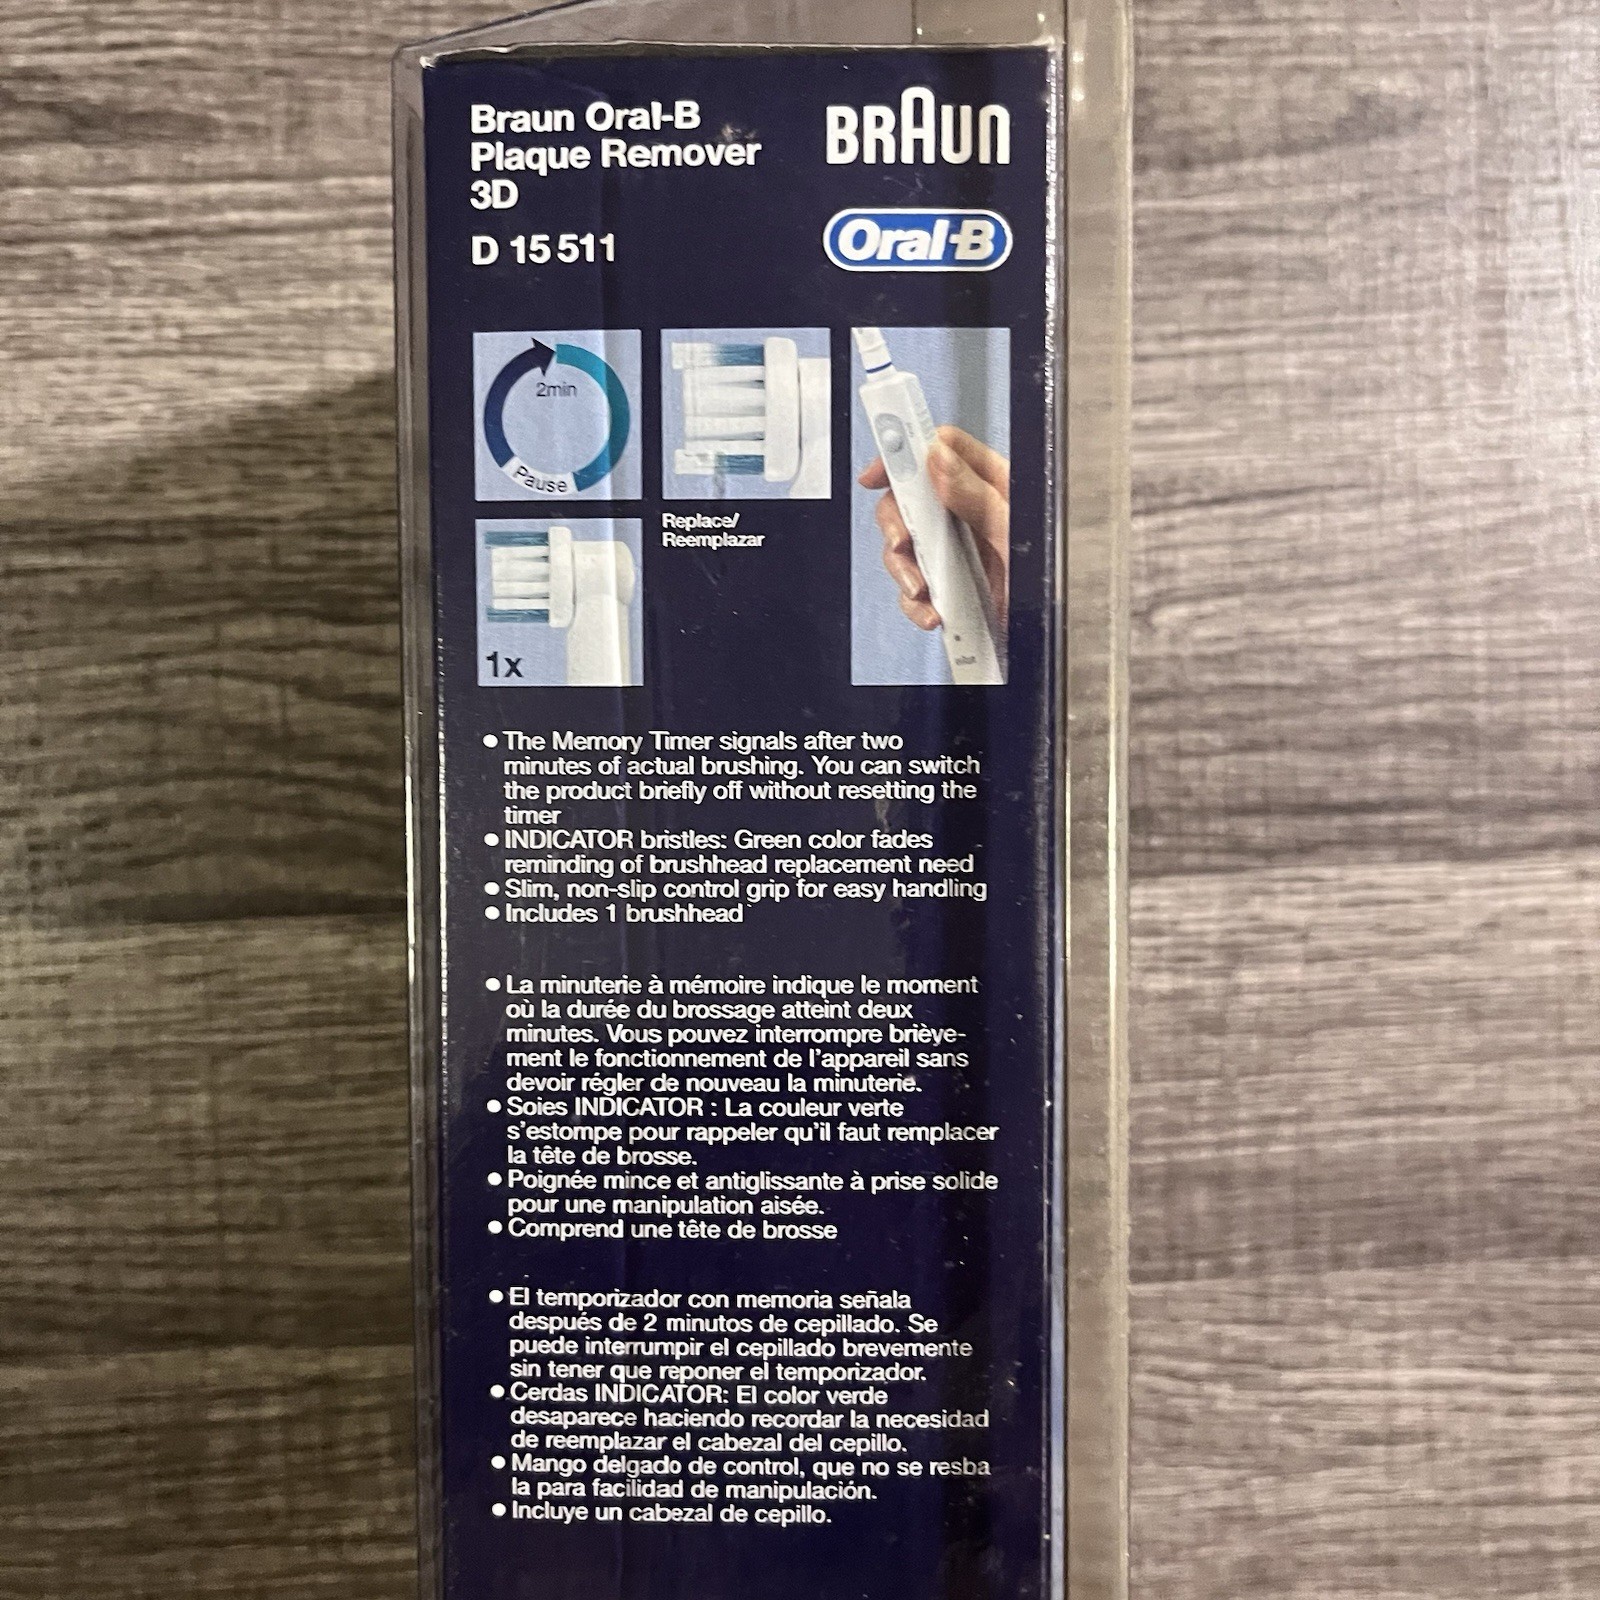 Braun Oral-B
Plaque Remover
3D
D 15 511
BRAUN
Oral-B
2min
Pause
Replace/
Reemplazar
1x
• The Memory Timer signals after two
minutes of actual brushing. You can switch
the product briefly off without resetting the
timer
• INDICATOR bristles: Green color fades
reminding of brushhead replacement need
• Slim, non-slip control grip for easy handling
• Includes 1 brushhead
• La minuterie à mémoire indique le moment
où la durée du brossage atteint deux
minutes. Vous pouvez interrompre brièye-
ment le fonctionnement de l'appareil sans
devoir régler de nouveau la minuterie.
• Soies INDICATOR : La couleur verte
s'estompe pour rappeler qu'il faut remplacer
la tête de brosse.
• Poignée mince et antiglissante à prise solide
pour une manipulation aisée.
• Comprend une tête de brosse
• El temporizador con memoria señala
después de 2 minutos de cepillado. Se
puede interrumpir el cepillado brevemente
sin tener que reponer el temporizador.
• Cerdas INDICATOR: El color verde
desaparece haciendo recordar la necesidad
de reemplazar el cabezal del cepillo.
• Mango delgado de control, que no se resba
la para facilidad de manipulación.
• Incluye un cabezal de cepillo.